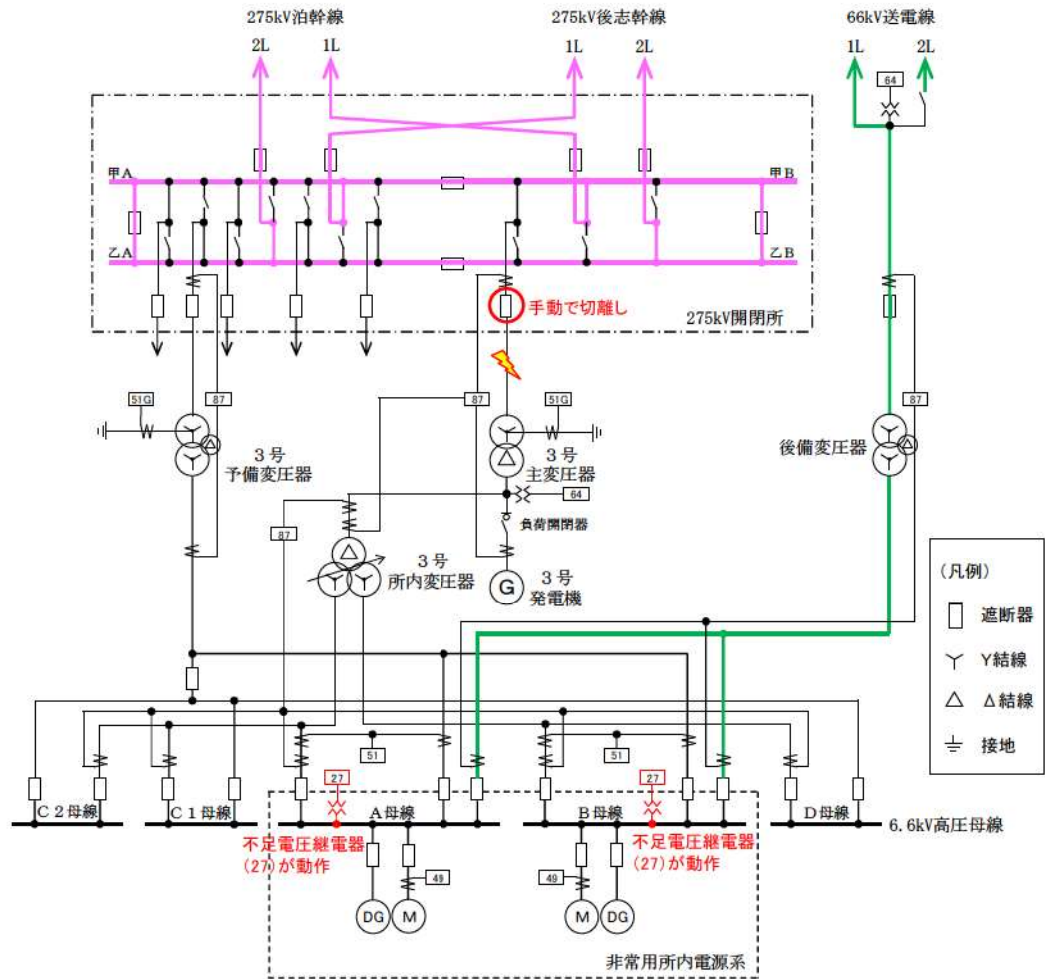 275kV泊幹線
275kV後志幹線
66kV送電線
2L
1L
1L
2L
1L
2L
64
甲A
甲B
乙A
乙B
手動で切離し
275kV開閉所
51G
87
87
51G
87
3号
予備変圧器
3号
主変圧器
後備変圧器
64
87
負荷開閉器
3号
所内変圧器
G
3号
発電機
(凡例)
遮断器
Y結線
Δ結線
接地
51
51
27
27
C2母線
C1母線
A母線
B母線
D母線
6.6kV高圧母線
不足電圧継電器
(27)が動作
不足電圧継電器
(27)が動作
49
49
DG
M
M
DG
非常用所内電源系